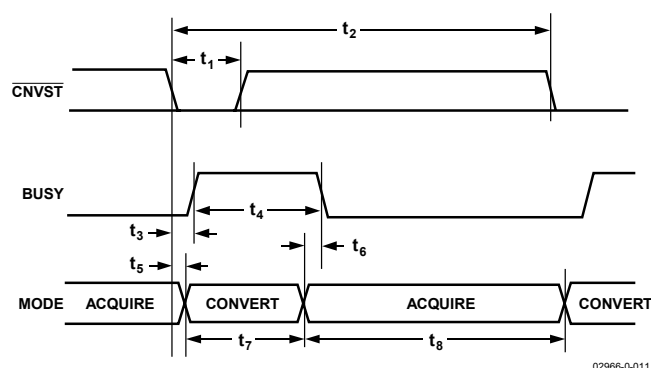 t2
t1
CNVST
BUSY
t4
t3
t6
t5
MODE ACQUIRE CONVERT ACQUIRE CONVERT
t7 t8
02966-0-011